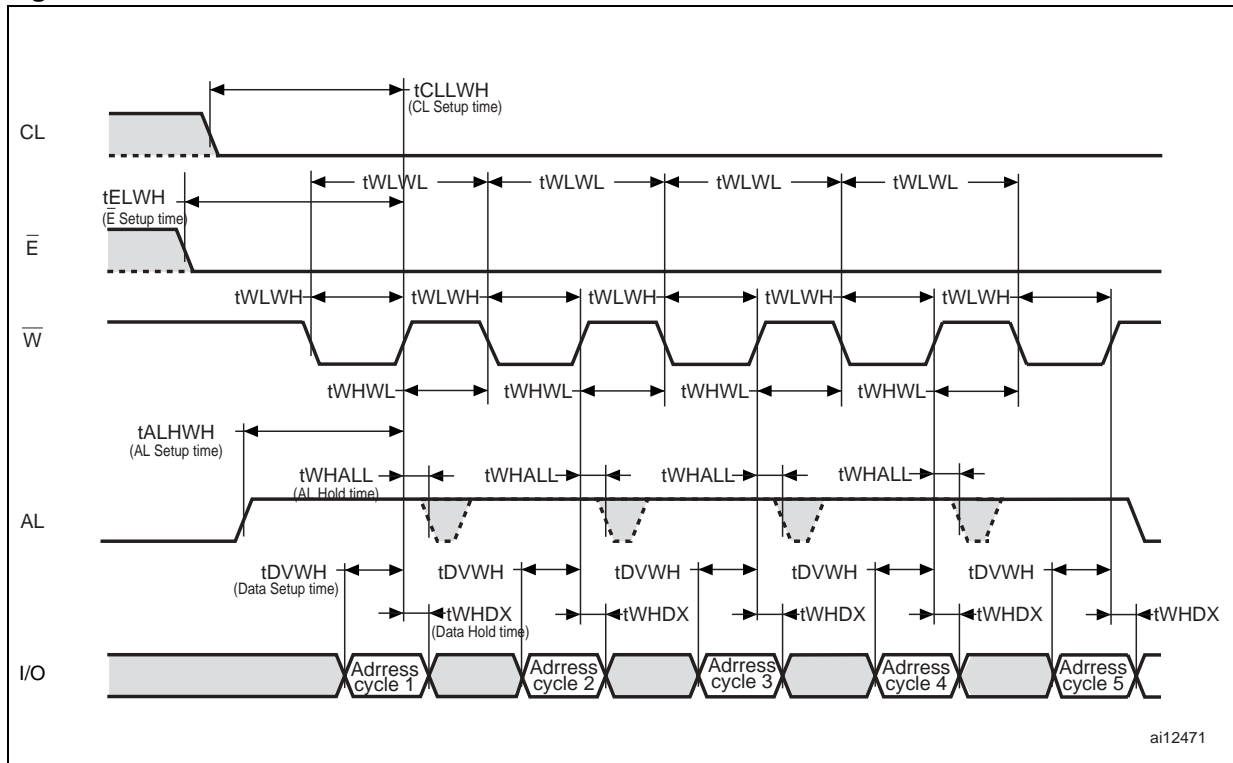 tCLLWH
(CL Setup time)
CL
tWLWL tWLWL tWLWL tWLWL
tELWH
(E Setup time)
E
tWLWH tWLWH tWLWH tWLWH tWLWH
W
tWHWL tWHWL tWHWL tWHWL
tALHWH
(AL Setup time)
tWHALL tWHALL tWHALL tWHALL
(AL Hold time)
AL
tDVWH tDVWH tDVWH tDVWH tDVWH
(Data Setup time)
tWHDX tWHDX tWHDX tWHDX tWHDX
(Data Hold time)
I/O
Adrress Adrress Adrress Adrress Adrress
cycle 1 cycle 2 cycle 3 cycle 4 cycle 5
ai12471